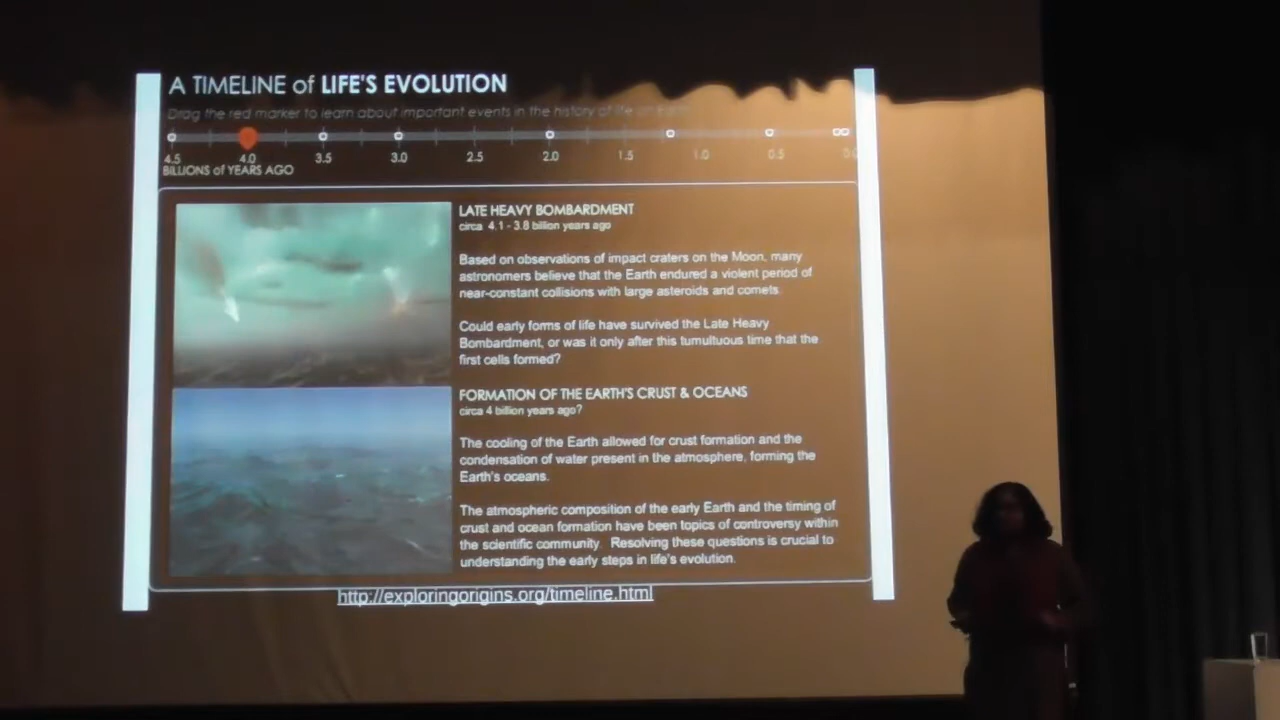 A TIMELINE of LIFE'S EVOLUTION
Drag the red marker to learn about important events in the history of life on Earth
4.5 4.0 3.5 3.0 2.5 2.0 1.5 1.0 0.5 0.0
BILLIONS of YEARS AGO
LATE HEAVY BOMBARDMENT
circa 4.1 - 3.8 billion years ago
Based on observations of impact craters on the Moon, many
astronomers believe that the Earth endured a violent period of
near-constant collisions with large asteroids and comets.
Could early forms of life have survived the Late Heavy
Bombardment, or was it only after this tumultuous time that the
first cells formed?
FORMATION OF THE EARTH'S CRUST & OCEANS
circa 4 billion years ago?
The cooling of the Earth allowed for crust formation and the
condensation of water present in the atmosphere, forming the
Earth's oceans.
The atmospheric composition of the early Earth and the timing of
crust and ocean formation have been topics of controversy within
the scientific community. Resolving these questions is crucial to
understanding the early steps in life's evolution.
http://exploringorigins.org/timeline.html